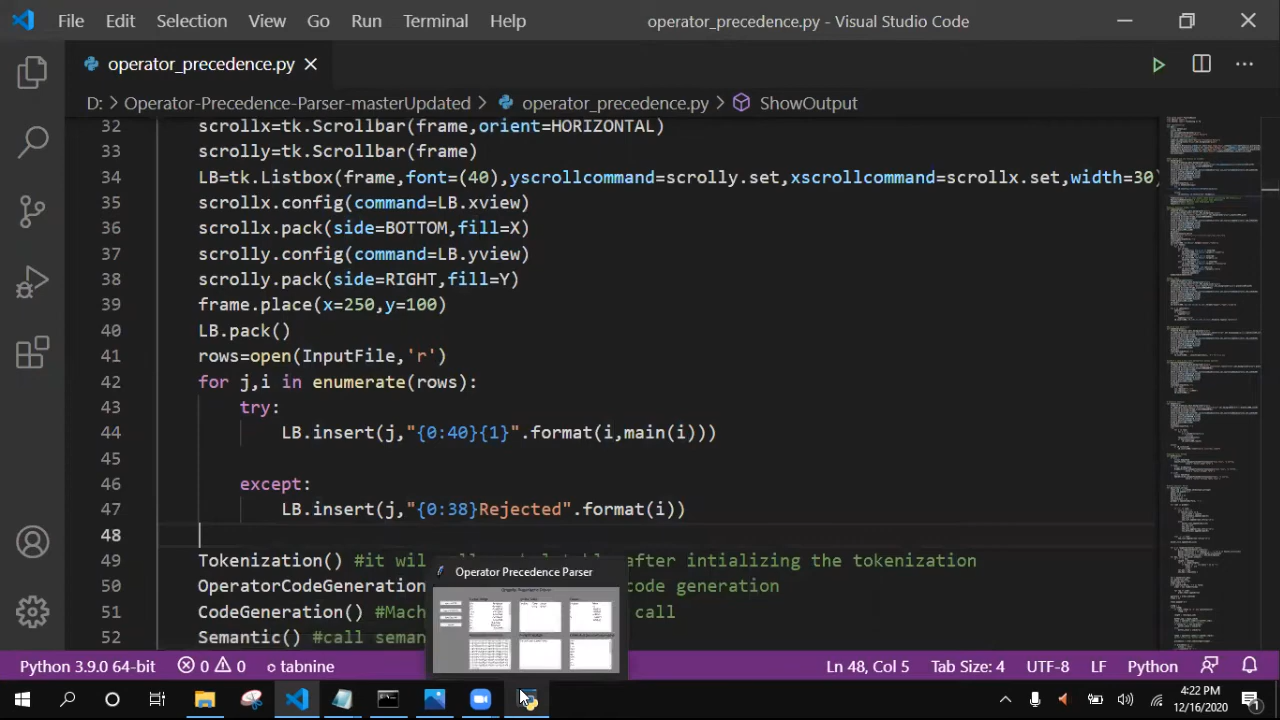 File Edit Selection View Go Run Terminal Help operator_precedence.py - Visual Studio Code
operator_precedence.py
D: > Operator-Precedence-Parser-masterUpdated > operator_precedence.py > ShowOutput
32 scrollx=tk.Scrollbar(frame,orient=HORIZONTAL)
33 scrolly=tk.Scrollbar(frame)
34 LB=tk.Listbox(frame,font=(40),yscrollcommand=scrolly.set,xscrollcommand=scrollx.set,width=30)
35 scrollx.config(command=LB.xview)
36 scrollx.pack(side=BOTTOM,fill=X)
37 scrolly.config(command=LB.yview)
38 scrolly.pack(side=RIGHT,fill=Y)
39 frame.place(x=250,y=100)
40 LB.pack()
41 rows=open(InputFile,'r')
42 for j,i in enumerate(rows):
43 try:
44 LB.insert(j,"{0:40}{1}".format(i,main(i)))
45
46 except:
47 LB.insert(j,"{0:38}Rejected".format(i))
48
49 Tokenization() #it after intializing the tokenization
50 OperatorCodeGeneration code generation
51 CodeGeneration() #Mach call
52 Semantic() #call seman
Operator Precedence Parser
Python 3.9.0 64-bit 0 0 tabnine Ln 48, Col 5 Tab Size: 4 UTF-8 LF Python
4:22 PM
12/16/2020
1